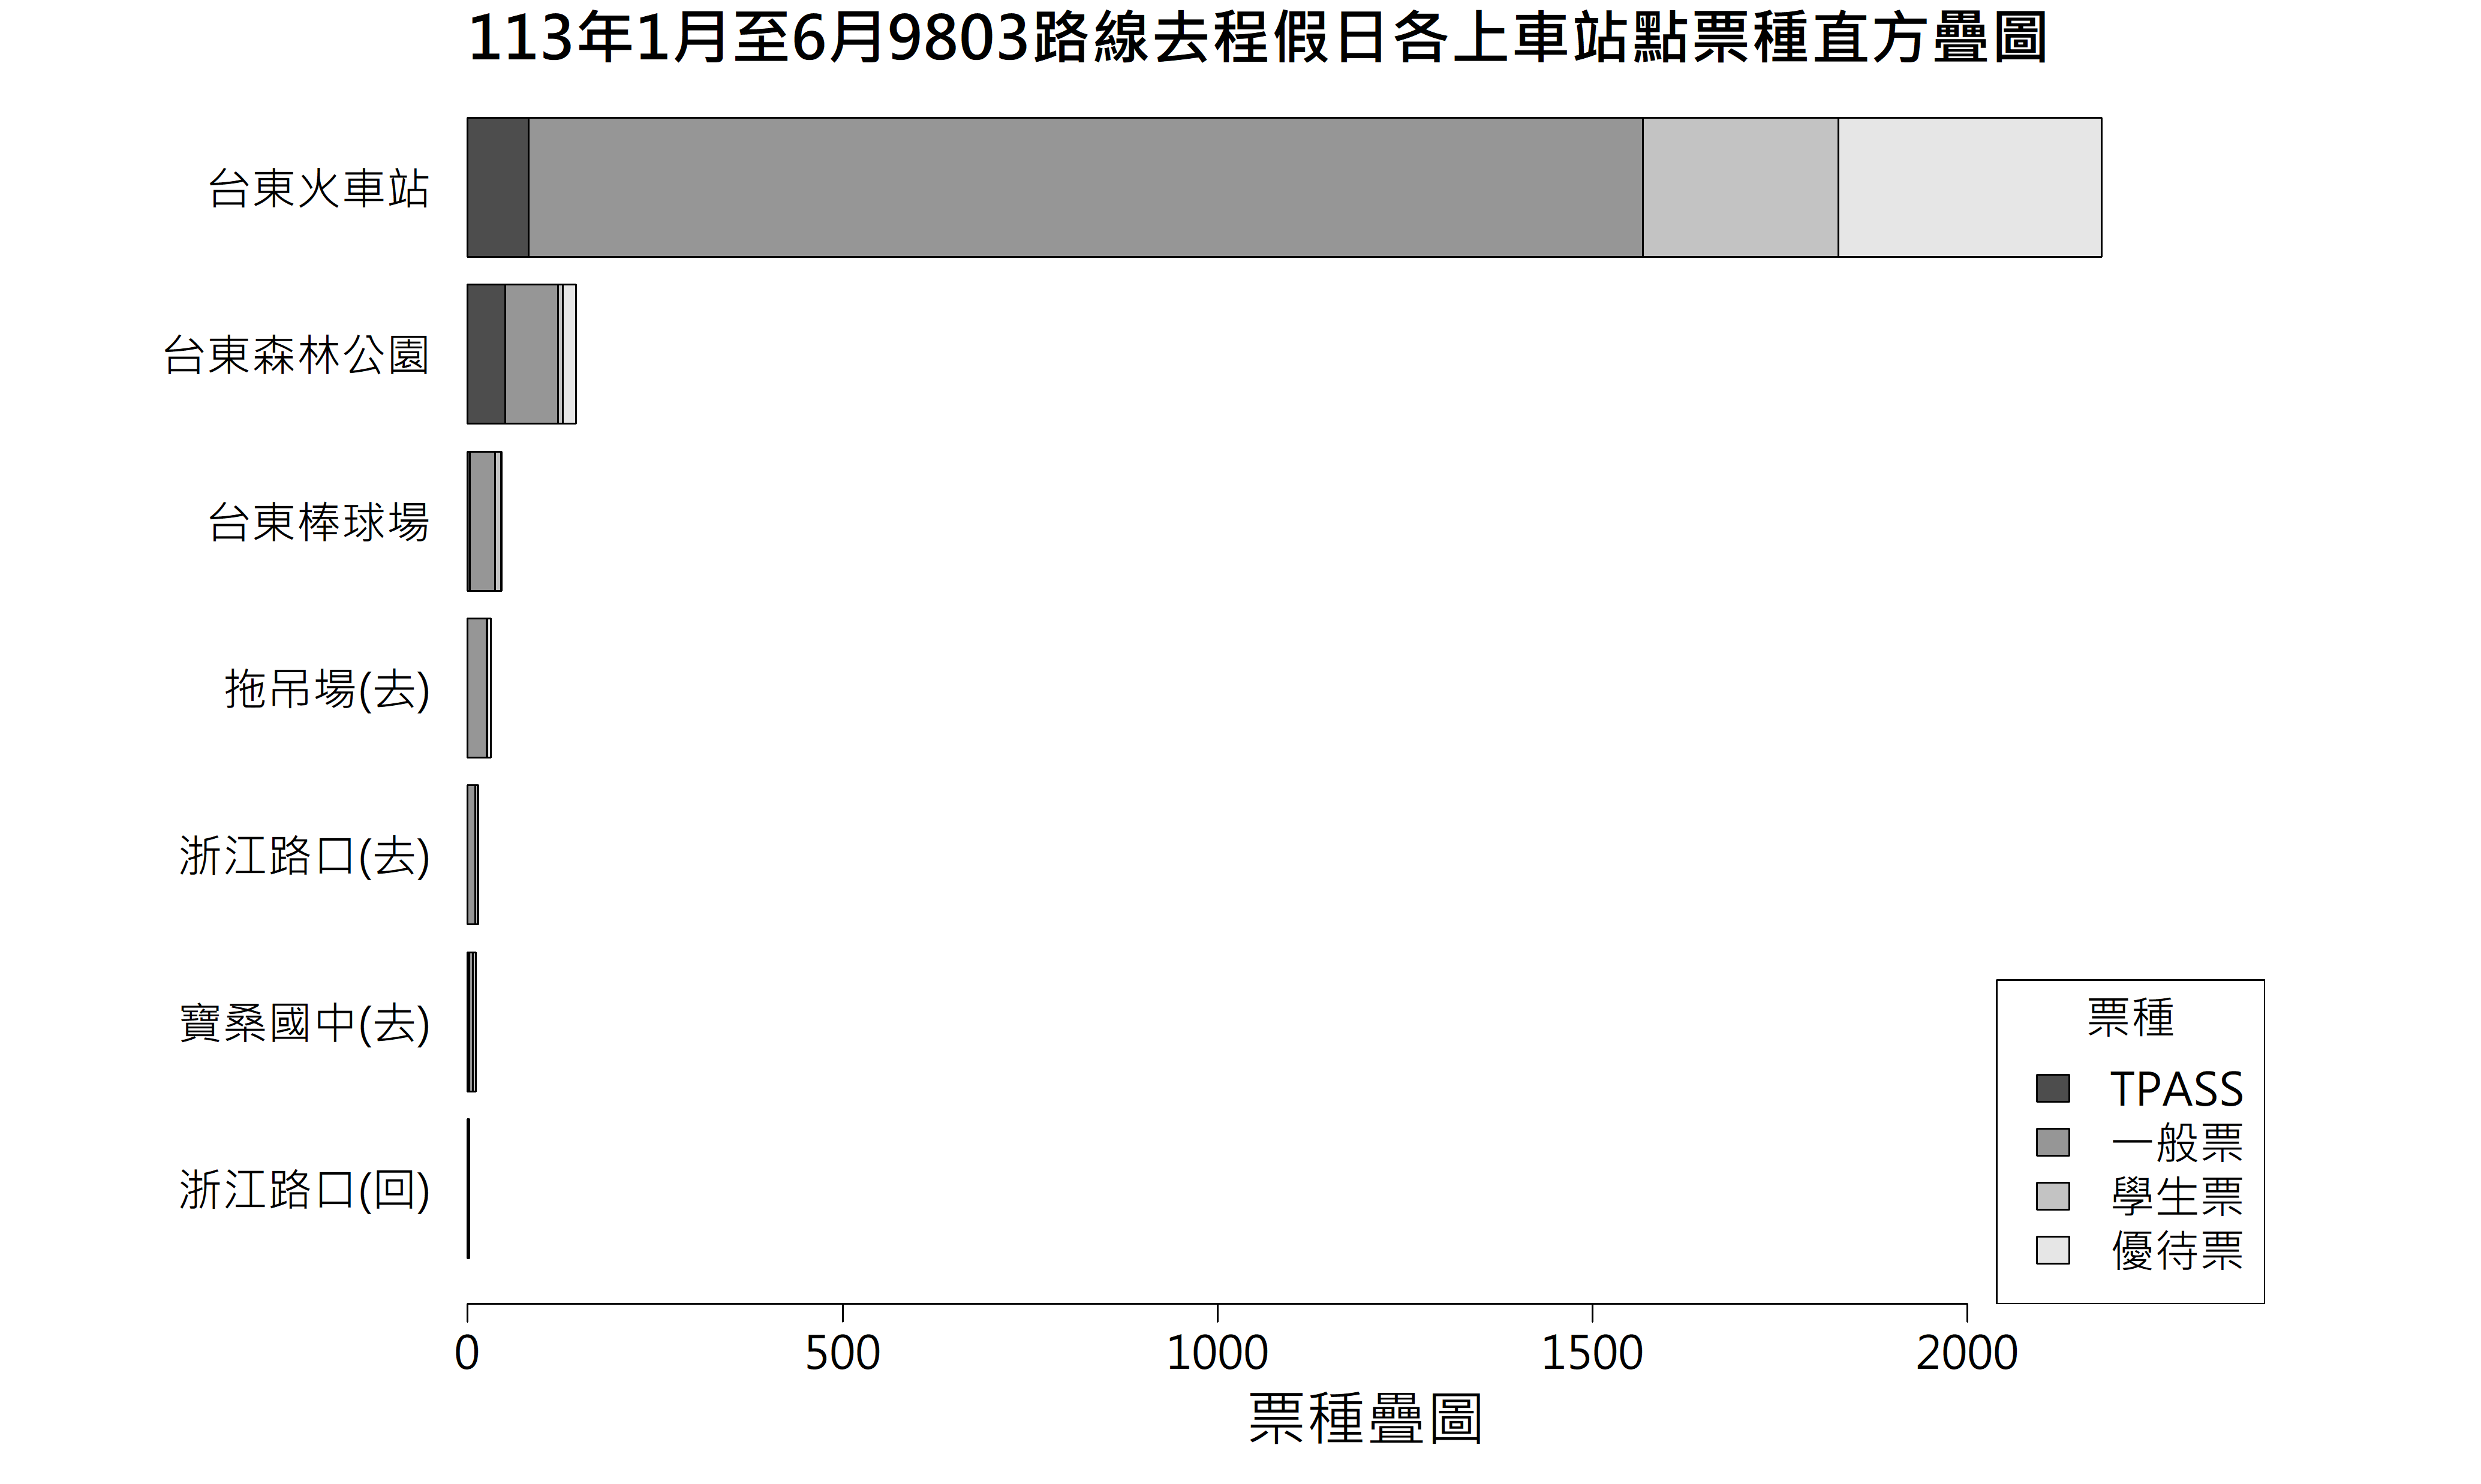 113年1月至6月9803路線去程假日各上車站點票種直方疊圖
台東火車站
台東森林公園
台東棒球場
拖吊場(去)
浙江路口(去)
寶桑國中(去)
浙江路口(回)
票種
TPASS
一般票
學生票
優待票
0 500 1000 1500 2000
票種疊圖